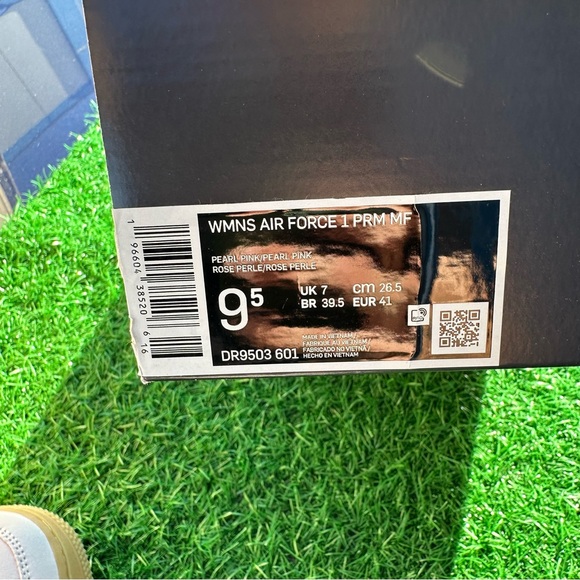 WMNS AIR FORCE 1 PRM MF
PEARL PINK/PEARL PINK
ROSE PERLE/ROSE PERLE
9⁵
UK 7 cm 26.5
BR 39.5 EUR 41
MADE IN VIETNAM/
FABRIQUÉ AU VIETNAM/
FABRICADO NO VIETNÃ/
HECHO EN VIETNAM
DR9503 601
1 96604 38520 6 16